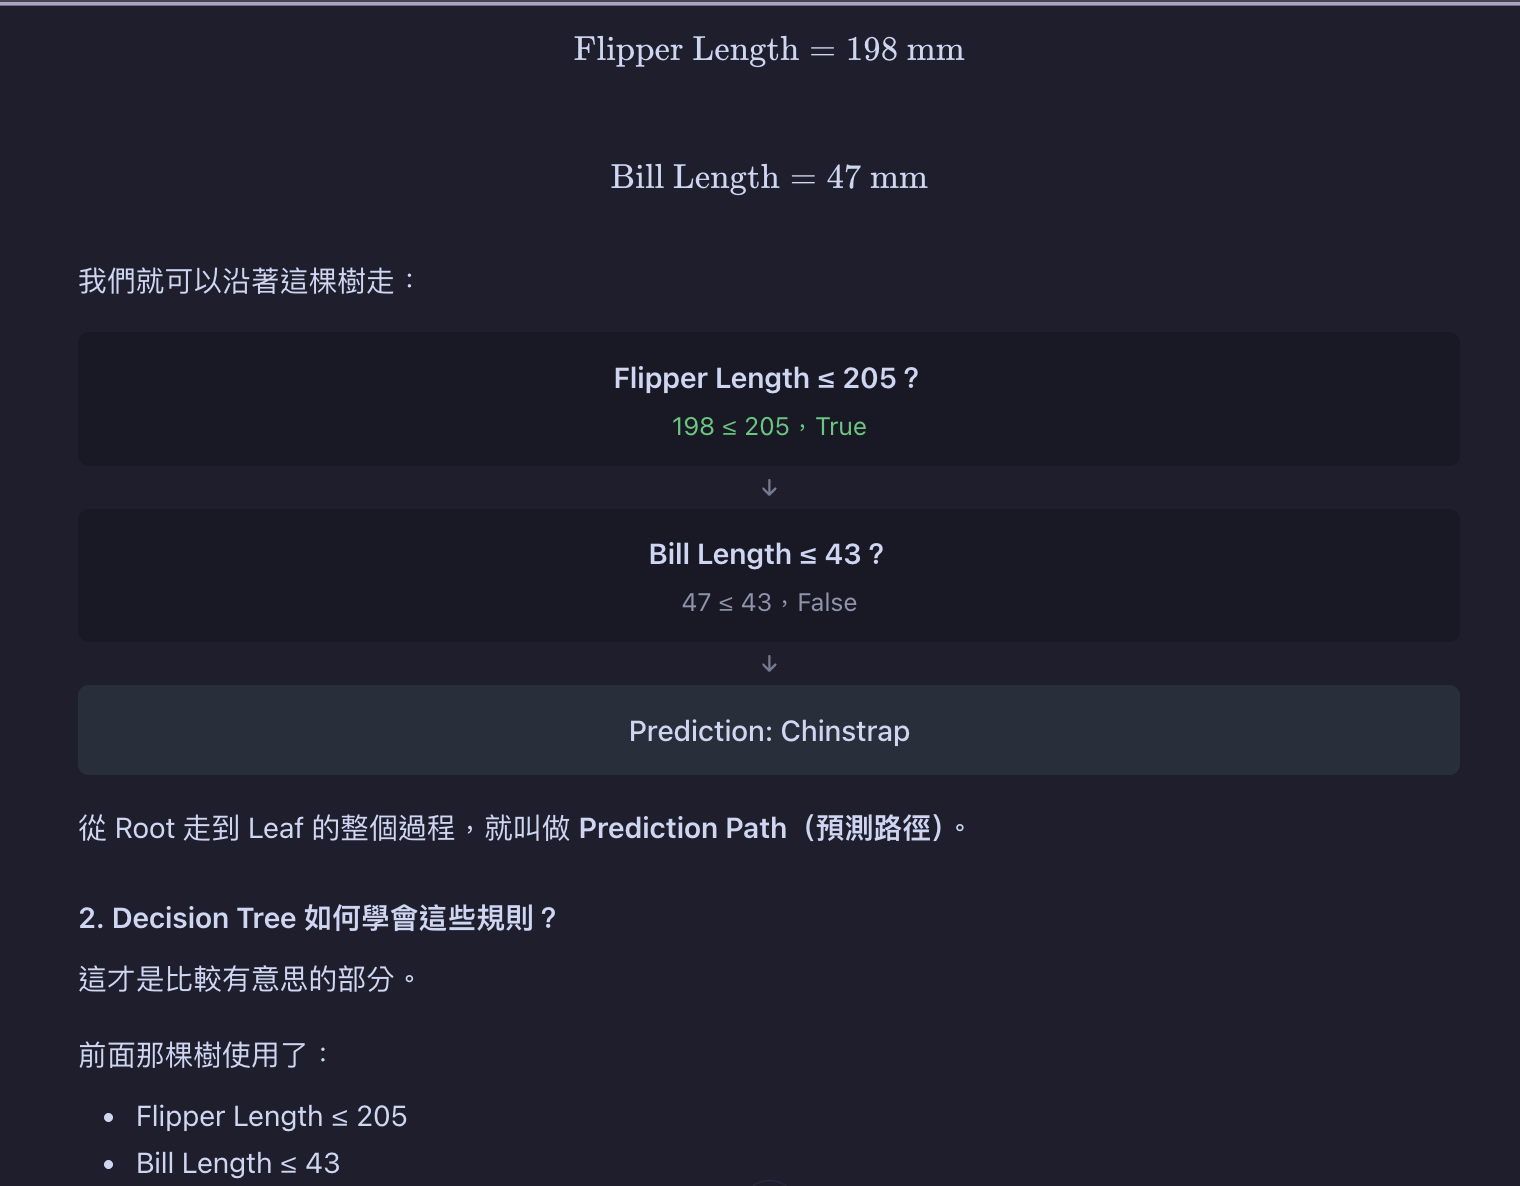 Flipper Length = 198 mm
Bill Length = 47 mm
我們就可以沿著這棵樹走：
Flipper Length ≤ 205？
198 ≤ 205，True
↓
Bill Length ≤ 43？
47 ≤ 43，False
↓
Prediction: Chinstrap
從 Root 走到 Leaf 的整個過程，就叫做 Prediction Path（預測路徑）。
2. Decision Tree 如何學會這些規則？
這才是比較有意思的部分。
前面那棵樹使用了：
• Flipper Length ≤ 205
• Bill Length ≤ 43